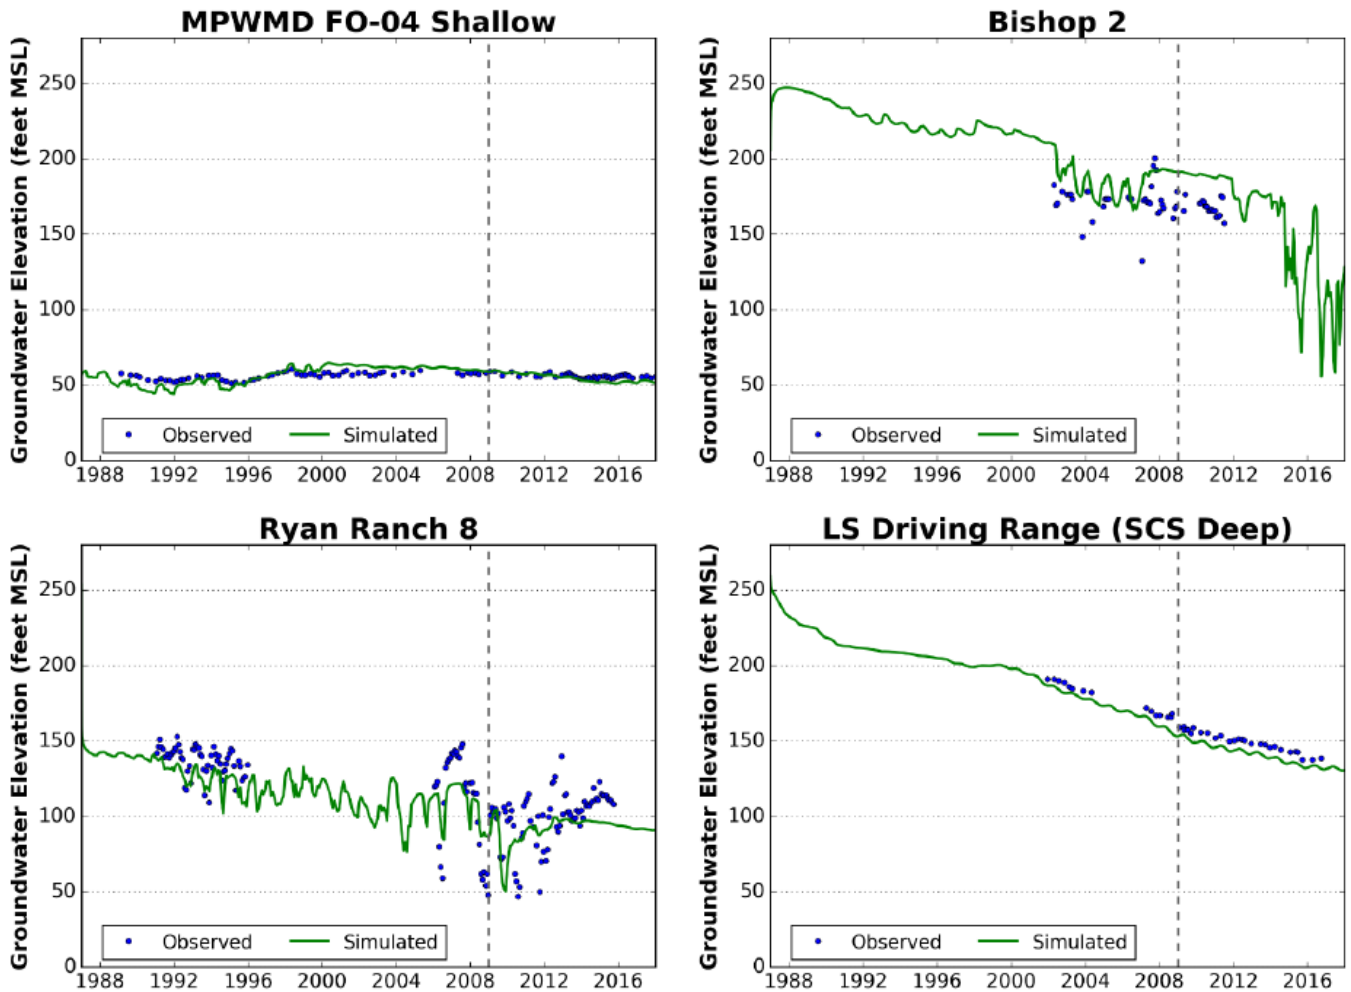 MPWMD FO-04 Shallow
Groundwater Elevation (feet MSL)
250
200
150
100
50
0
Observed
Simulated
1988 1992 1996 2000 2004 2008 2012 2016
Bishop 2
Groundwater Elevation (feet MSL)
250
200
150
100
50
0
Observed
Simulated
1988 1992 1996 2000 2004 2008 2012 2016
Ryan Ranch 8
Groundwater Elevation (feet MSL)
250
200
150
100
50
0
Observed
Simulated
1988 1992 1996 2000 2004 2008 2012 2016
LS Driving Range (SCS Deep)
Groundwater Elevation (feet MSL)
250
200
150
100
50
0
Observed
Simulated
1988 1992 1996 2000 2004 2008 2012 2016